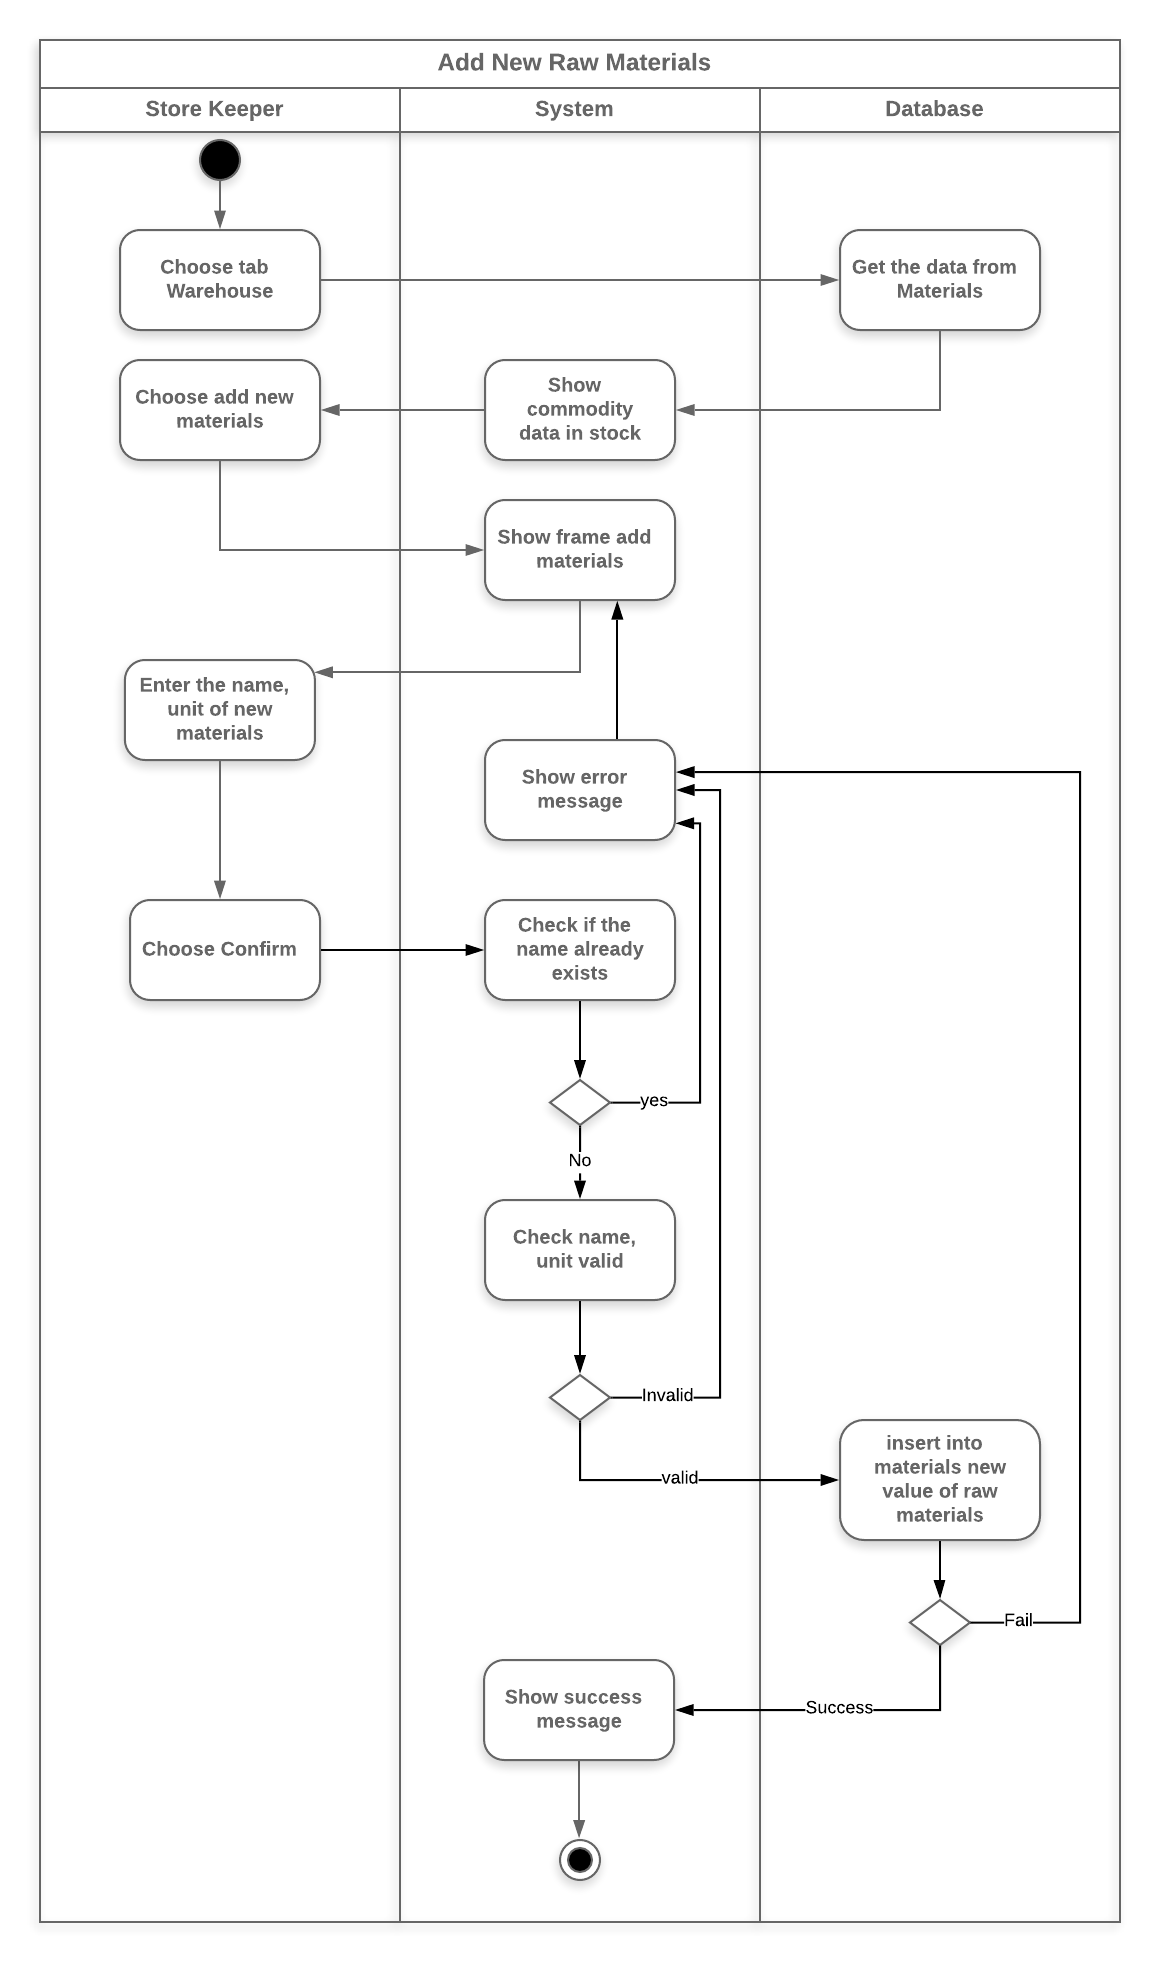 Add New Raw Materials
Store Keeper
System
Database
Choose tab
Warehouse
Get the data from
Materials
Choose add new
materials
Show
commodity
data in stock
Show frame add
materials
Enter the name,
unit of new
materials
Show error
message
Choose Confirm
Check if the
name already
exists
yes
No
Check name,
unit valid
Invalid
valid
insert into
materials new
value of raw
materials
Fail
Success
Show success
message